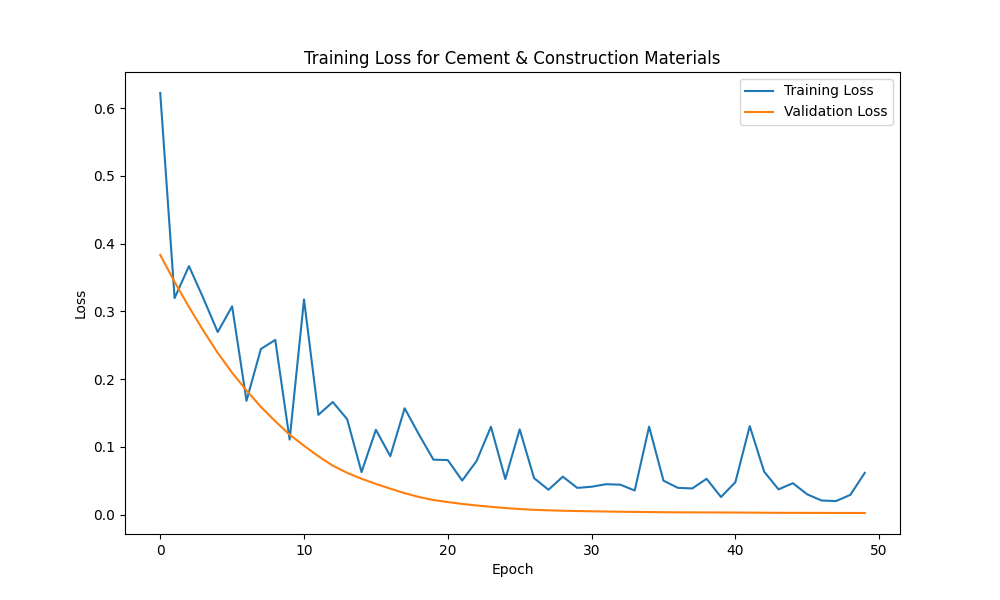 Training Loss for Cement & Construction Materials
Training Loss
Validation Loss
0.6
0.5
0.4
0.3
0.2
0.1
0.0
Loss
0
10
20
30
40
50
Epoch